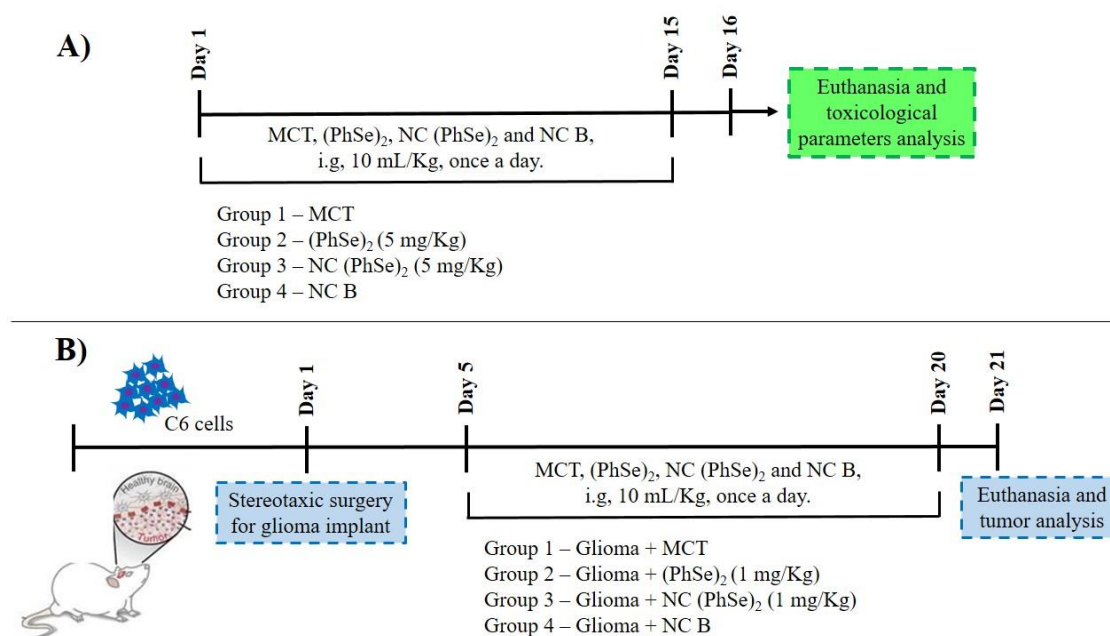 A)
Day 1
Day 15
Day 16
MCT, (PhSe)₂, NC (PhSe)₂ and NC B,
i.g, 10 mL/Kg, once a day.
Euthanasia and
toxicological
parameters analysis
Group 1 – MCT
Group 2 – (PhSe)₂ (5 mg/Kg)
Group 3 – NC (PhSe)₂ (5 mg/Kg)
Group 4 – NC B
B)
C6 cells
Day 1
Day 5
Day 20
Day 21
Healthy brain
Tumor
Stereotaxic surgery
for glioma implant
MCT, (PhSe)₂, NC (PhSe)₂ and NC B,
i.g, 10 mL/Kg, once a day.
Euthanasia and
tumor analysis
Group 1 – Glioma + MCT
Group 2 – Glioma + (PhSe)₂ (1 mg/Kg)
Group 3 – Glioma + NC (PhSe)₂ (1 mg/Kg)
Group 4 – Glioma + NC B